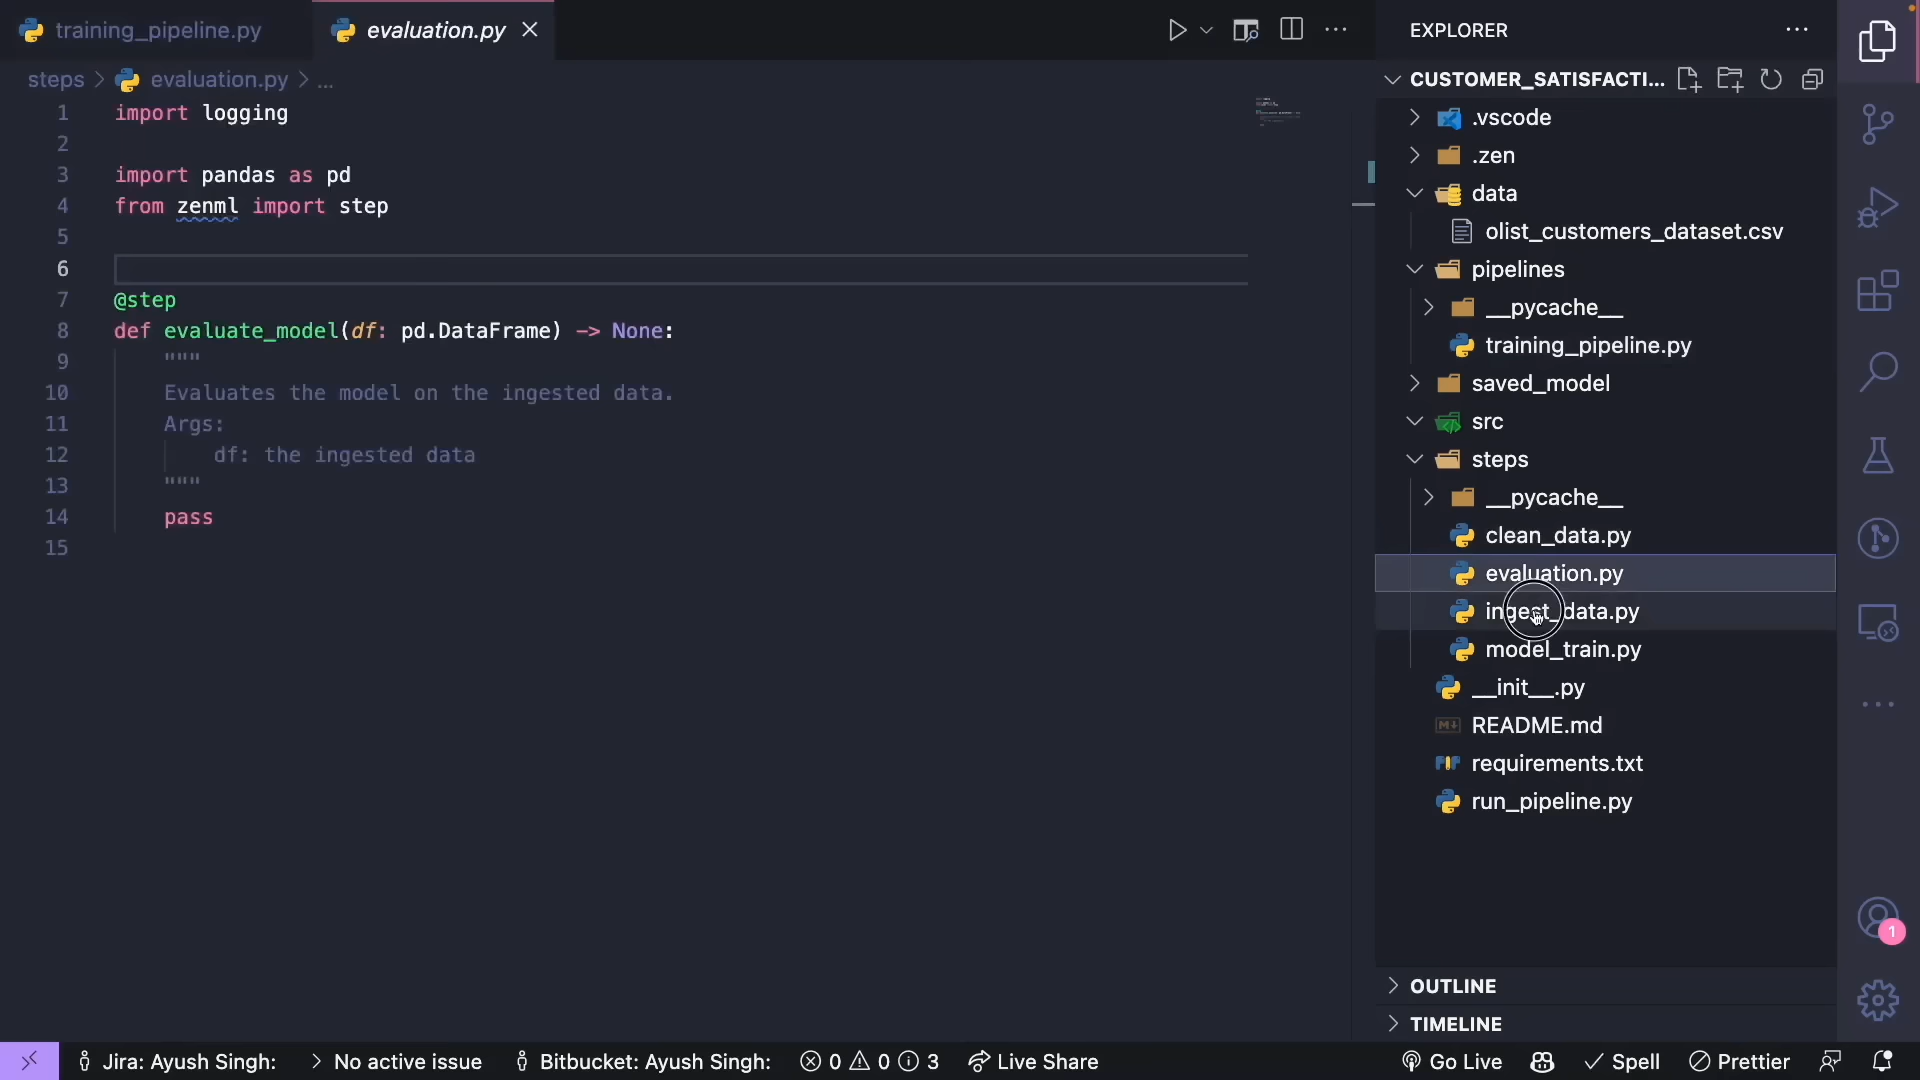 training_pipeline.py
evaluation.py
steps > evaluation.py > ...
1 import logging
2
3 import pandas as pd
4 from zenml import step
5
6
7 @step
8 def evaluate_model(df: pd.DataFrame) -> None:
9 """
10 Evaluates the model on the ingested data.
11 Args:
12 df: the ingested data
13 """
14 pass
15
EXPLORER
CUSTOMER_SATISFACTI...
.vscode
.zen
data
olist_customers_dataset.csv
pipelines
__pycache__
training_pipeline.py
saved_model
src
steps
__pycache__
clean_data.py
evaluation.py
ingest_data.py
model_train.py
__init__.py
README.md
requirements.txt
run_pipeline.py
OUTLINE
TIMELINE
1
Jira: Ayush Singh: > No active issue Bitbucket: Ayush Singh: 0 0 3 Live Share Go Live Spell Prettier